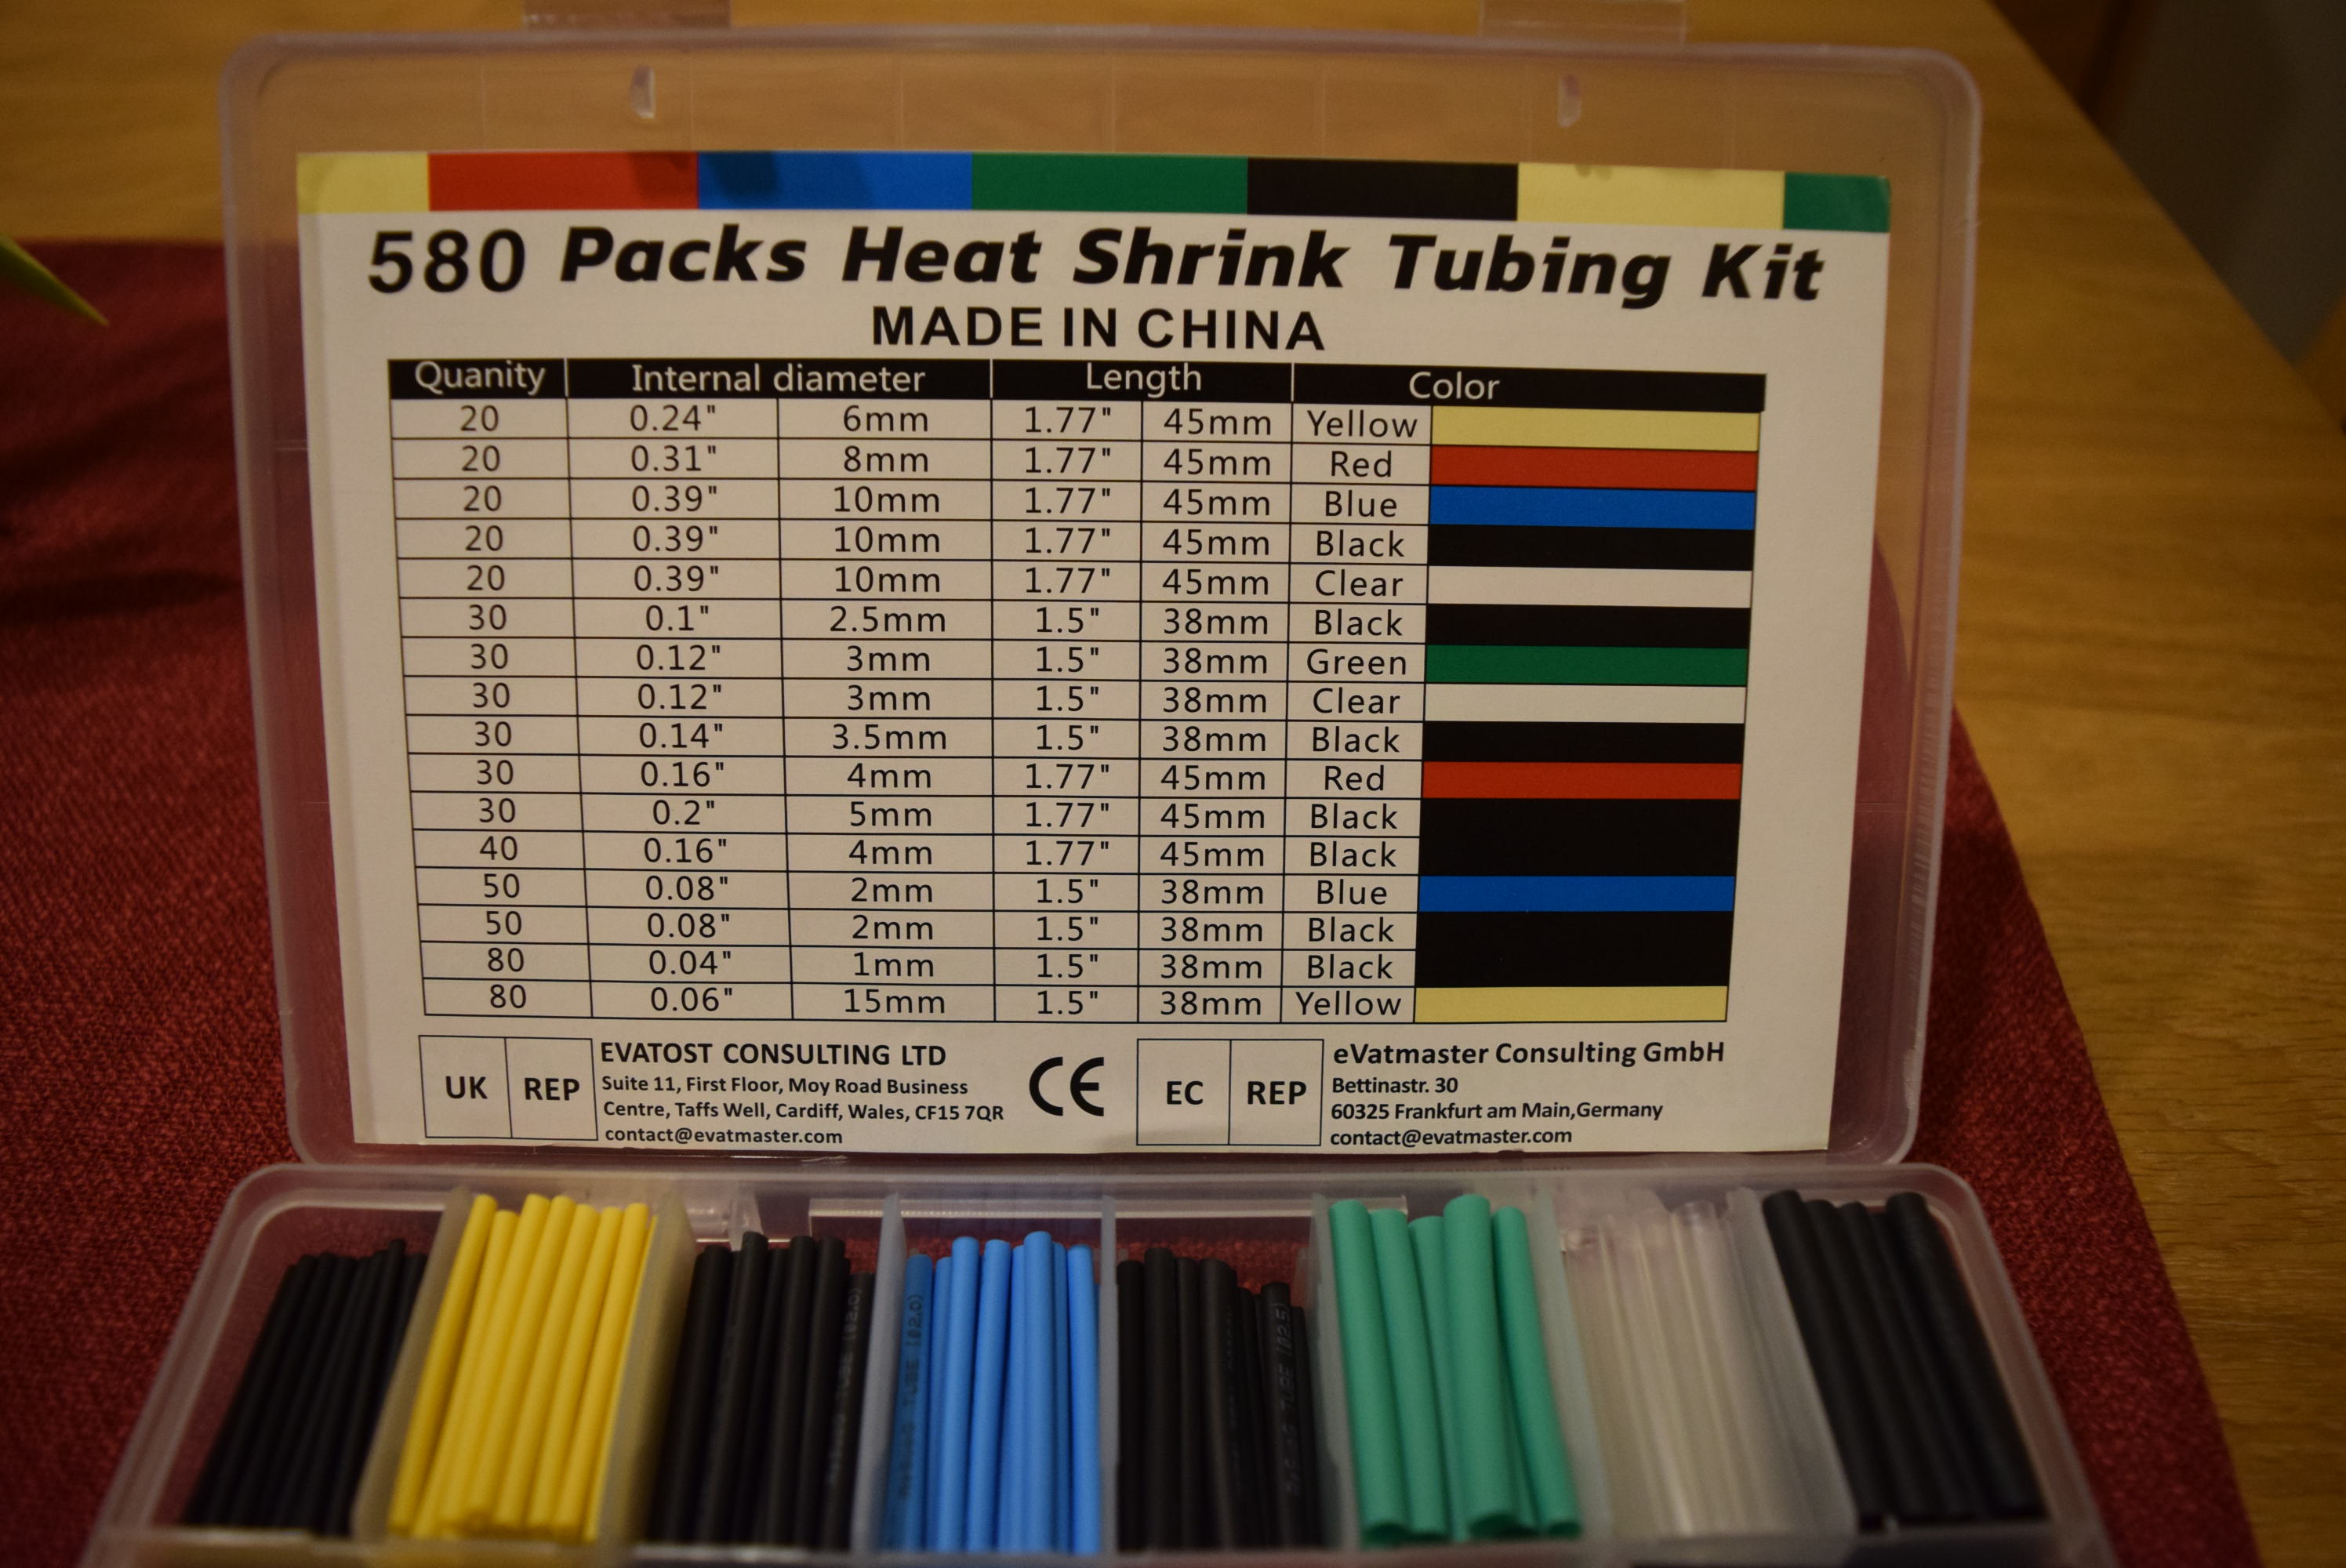 580 Packs Heat Shrink Tubing Kit
MADE IN CHINA
Quanity Internal diameter Length Color
20 0.24" 6mm 1.77" 45mm Yellow
20 0.31" 8mm 1.77" 45mm Red
20 0.39" 10mm 1.77" 45mm Blue
20 0.39" 10mm 1.77" 45mm Black
20 0.39" 10mm 1.77" 45mm Clear
30 0.1" 2.5mm 1.5" 38mm Black
30 0.12" 3mm 1.5" 38mm Green
30 0.12" 3mm 1.5" 38mm Clear
30 0.14" 3.5mm 1.5" 38mm Black
30 0.16" 4mm 1.77" 45mm Red
30 0.2" 5mm 1.77" 45mm Black
40 0.16" 4mm 1.77" 45mm Black
50 0.08" 2mm 1.5" 38mm Blue
50 0.08" 2mm 1.5" 38mm Black
80 0.04" 1mm 1.5" 38mm Black
80 0.06" 15mm 1.5" 38mm Yellow
UK REP
EVATOST CONSULTING LTD
Suite 11, First Floor, Moy Road Business
Centre, Taffs Well, Cardiff, Wales, CF15 7QR
contact@evatmaster.com
CE
EC REP
eVatmaster Consulting GmbH
Bettinastr. 30
60325 Frankfurt am Main,Germany
contact@evatmaster.com
TUBE (Φ2.0)
TUBE (Φ2.0)
TUBE (Φ2.5)